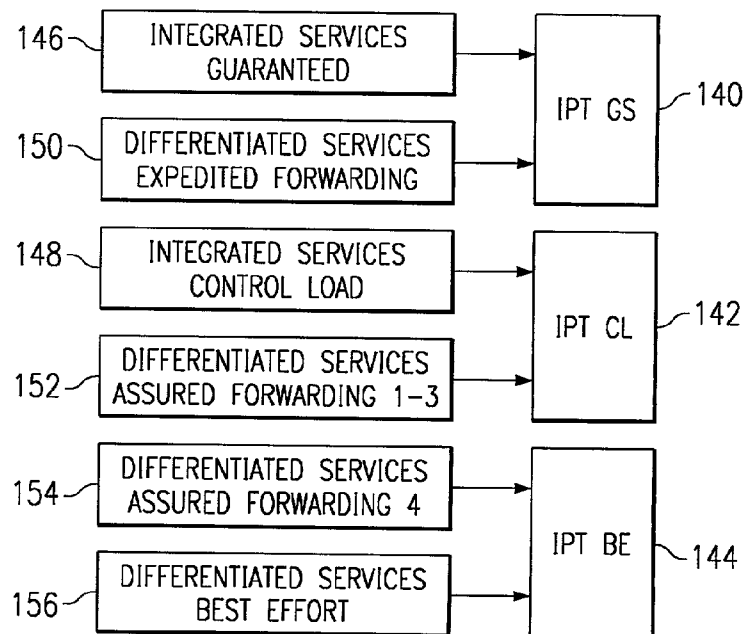 146
INTEGRATED SERVICES
GUARANTEED
150
DIFFERENTIATED SERVICES
EXPEDITED FORWARDING
IPT GS
140
148
INTEGRATED SERVICES
CONTROL LOAD
152
DIFFERENTIATED SERVICES
ASSURED FORWARDING 1-3
IPT CL
142
154
DIFFERENTIATED SERVICES
ASSURED FORWARDING 4
156
DIFFERENTIATED SERVICES
BEST EFFORT
IPT BE
144